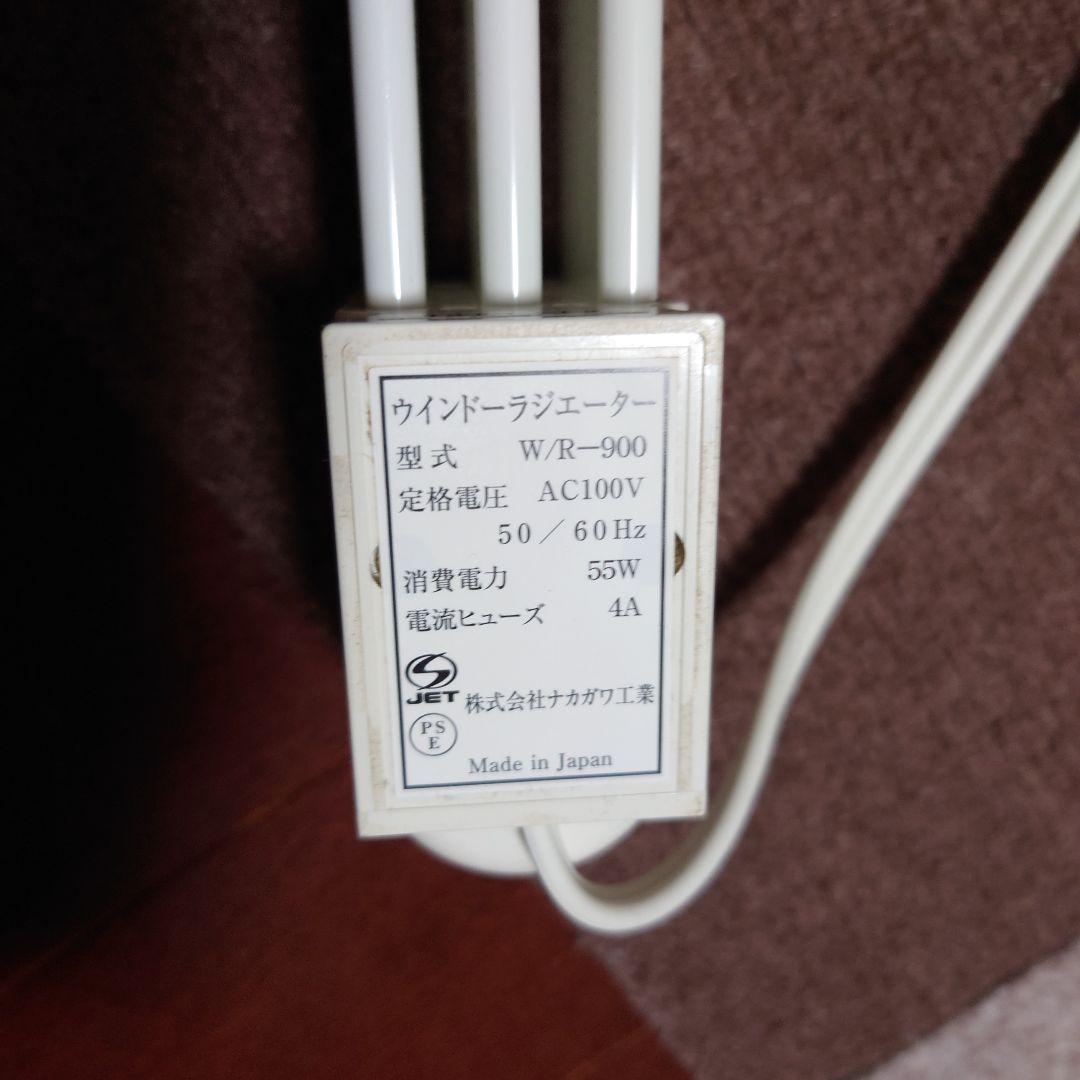 ウインドーラジエーター
型式 W/R-900
定格電圧 AC100V
50／60Hz
消費電力 55W
電流ヒューズ 4A
JET 株式会社ナカガワ工業
PS
E
Made in Japan